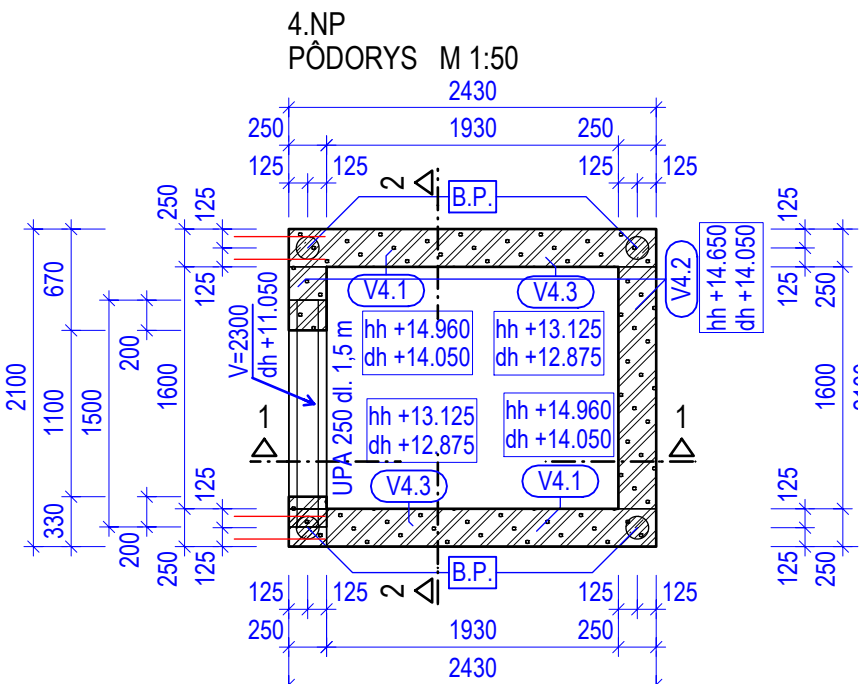 4.NP
PÔDORYS M 1:50
2430
250 1930 250
125 125 125 125
2
B.P.
250
125
125
670
200
1100
1500
1600
2100
330
200
250
125
125
V4.1
V4.3
V4.2
hh +14.650
dh +14.050
125
125
250
1600
V=2300
dh +11.050
UPA 250 dl. 1,5 m
hh +14.960
dh +14.050
hh +13.125
dh +12.875
hh +13.125
dh +12.875
hh +14.960
dh +14.050
1
1
V4.3
V4.1
125
125
250
B.P.
2
125 125 125 125
250 1930 250
2430